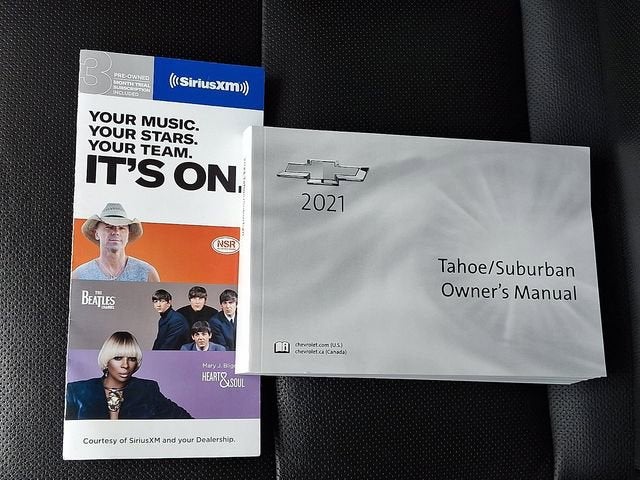 3 PRE-OWNED
MONTH TRIAL
SUBSCRIPTION
INCLUDED
((SiriusXM))
YOUR MUSIC.
YOUR STARS.
YOUR TEAM.
IT'S ON.
NSR
THE
BEATLES
CHANNEL
Mary J. Blige
HEART & SOUL
Courtesy of SiriusXM and your Dealership.
2021
Tahoe/Suburban
Owner's Manual
chevrolet.com (U.S.)
chevrolet.ca (Canada)